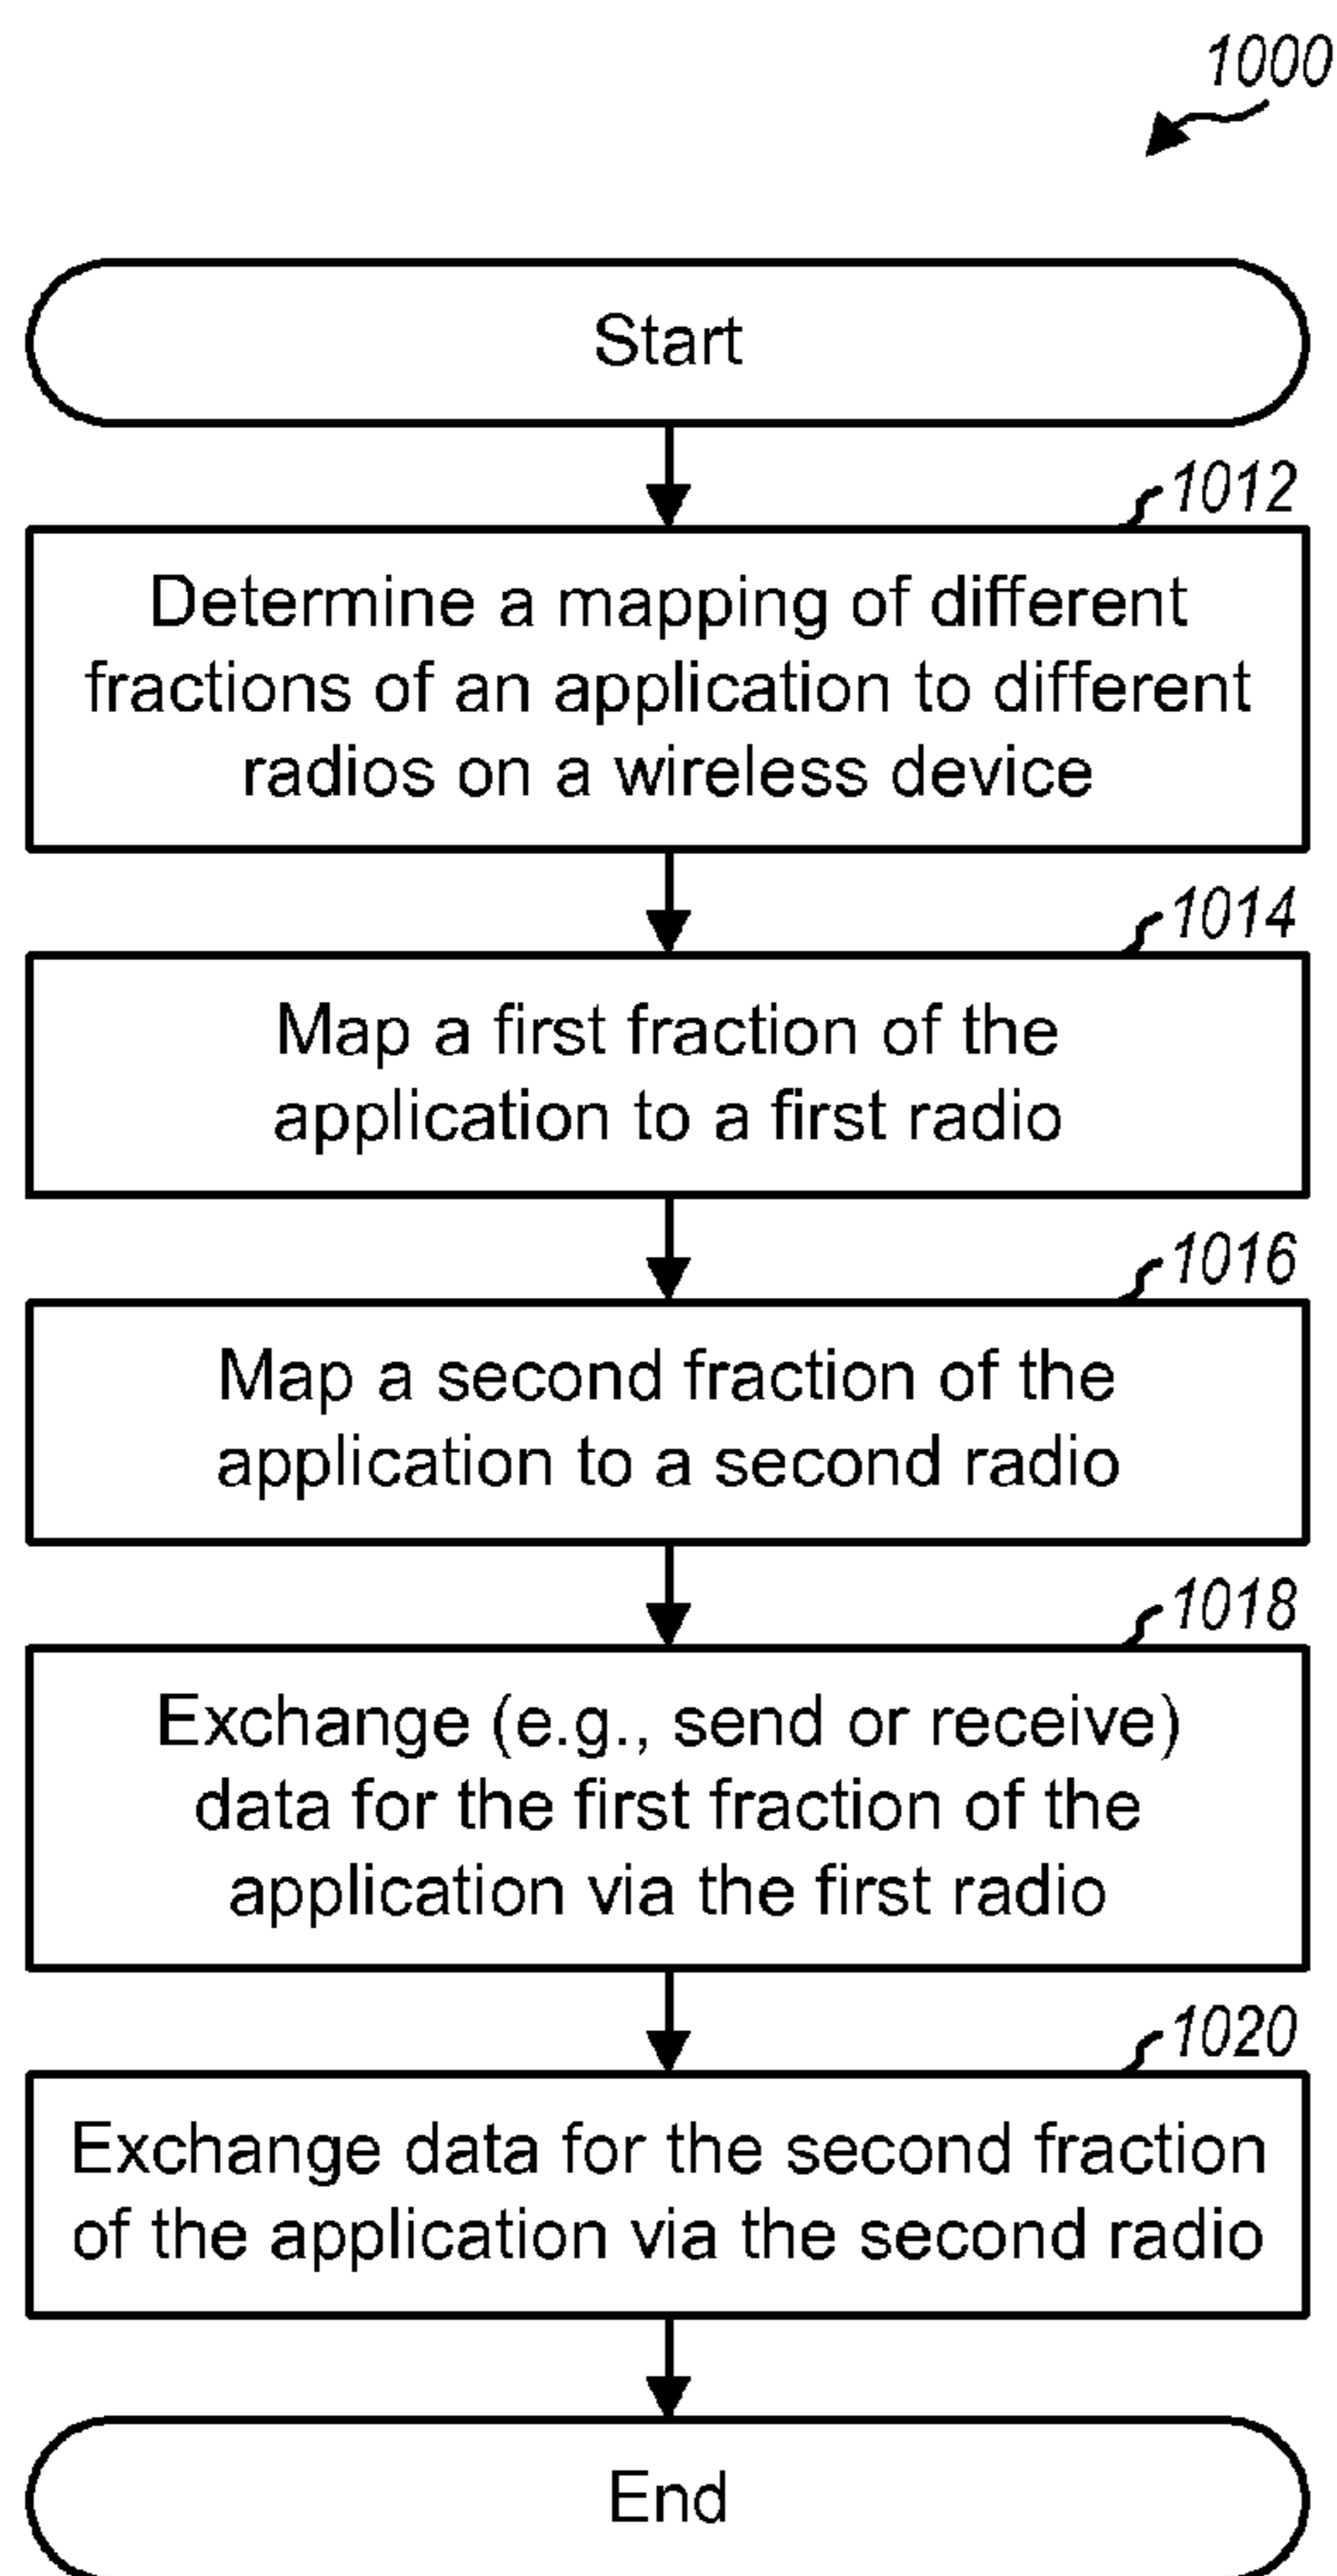 1000
Start
1012
Determine a mapping of different
fractions of an application to different
radios on a wireless device
1014
Map a first fraction of the
application to a first radio
1016
Map a second fraction of the
application to a second radio
1018
Exchange (e.g., send or receive)
data for the first fraction of the
application via the first radio
1020
Exchange data for the second fraction
of the application via the second radio
End